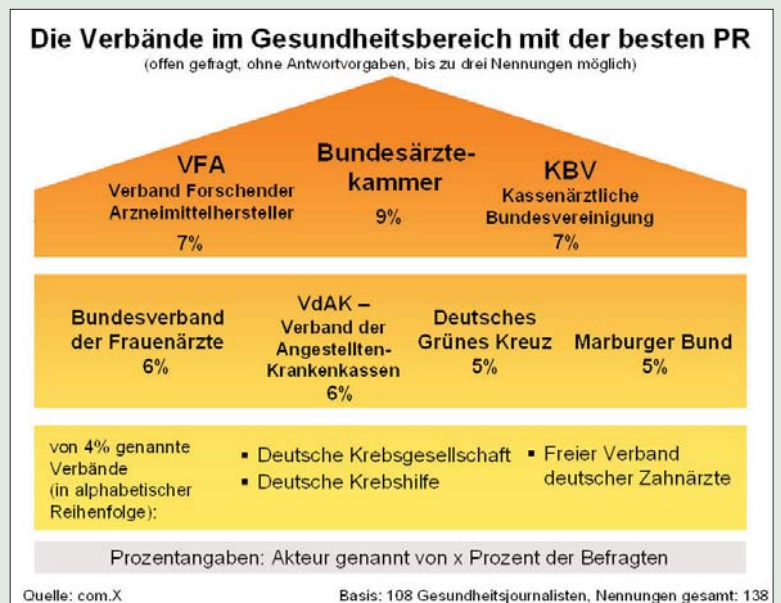 Die Verbände im Gesundheitsbereich mit der besten PR
(offen gefragt, ohne Antwortvorgaben, bis zu drei Nennungen möglich)
VFA
Verband Forschender
Arzneimittelhersteller
7%
Bundesärzte-
kammer
9%
KBV
Kassenärztliche
Bundesvereinigung
7%
Bundesverband
der Frauenärzte
6%
VdAK –
Verband der
Angestellten-
Krankenkassen
6%
Deutsches
Grünes Kreuz
5%
Marburger Bund
5%
von 4% genannte
Verbände
(in alphabetischer
Reihenfolge):
▪ Deutsche Krebsgesellschaft
▪ Deutsche Krebshilfe
▪ Freier Verband
deutscher Zahnärzte
Prozentangaben: Akteur genannt von x Prozent der Befragten
Quelle: com.X
Basis: 108 Gesundheitsjournalisten, Nennungen gesamt: 138